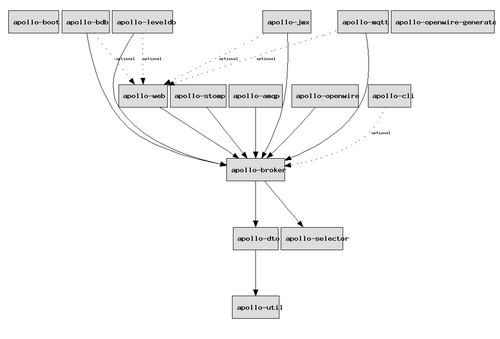 apollo-boot
apollo-bdb
apollo-leveldb
apollo-jmx
apollo-mqtt
apollo-openwire-generato
optional
optional
optional
optional
apollo-web
apollo-stomp
apollo-amqp
apollo-openwire
apollo-cli
optional
apollo-broker
apollo-dto
apollo-selector
apollo-util